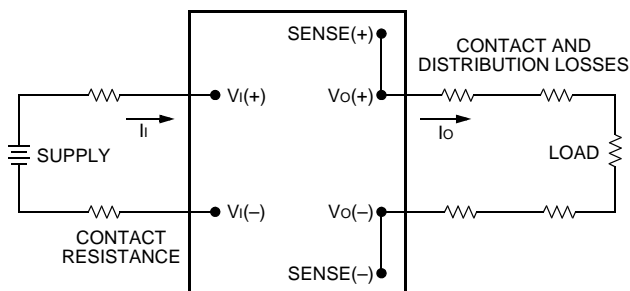 SENSE(+)
CONTACT AND
DISTRIBUTION LOSSES
VI(+)
VO(+)
II
IO
SUPPLY
LOAD
VI(–)
VO(–)
CONTACT
RESISTANCE
SENSE(–)